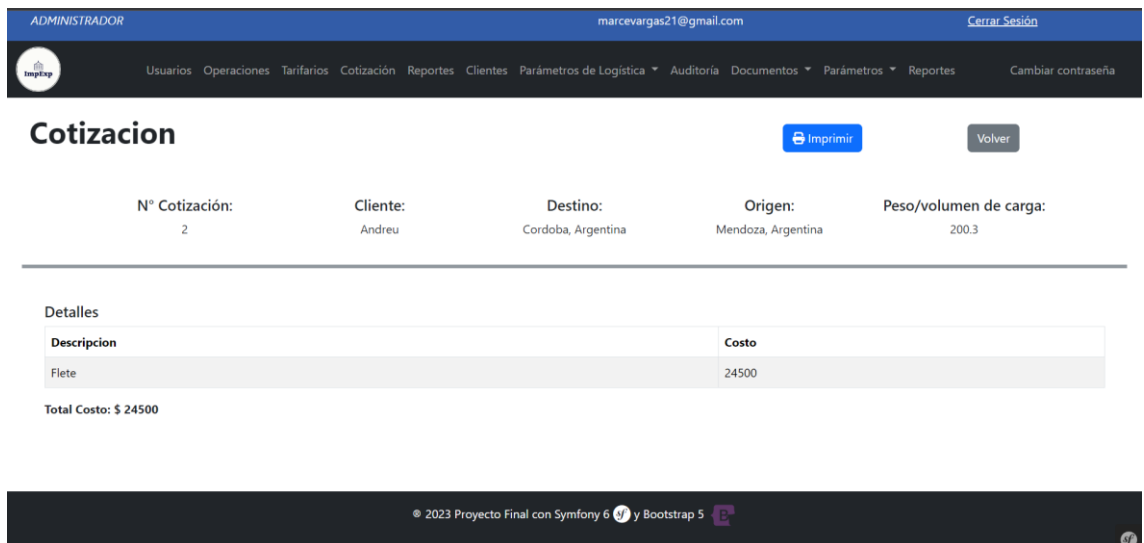 ADMINISTRADOR marcevargas21@gmail.com Cerrar Sesión
ImpExp Usuarios Operaciones Tarifarios Cotización Reportes Clientes Parámetros de Logística Auditoría Documentos Parámetros Reportes Cambiar contraseña
Cotizacion Imprimir Volver
N° Cotización: Cliente: Destino: Origen: Peso/volumen de carga:
2 Andreu Cordoba, Argentina Mendoza, Argentina 200.3
Detalles
Descripcion Costo
Flete 24500
Total Costo: $ 24500
© 2023 Proyecto Final con Symfony 6 sf y Bootstrap 5 B
sf